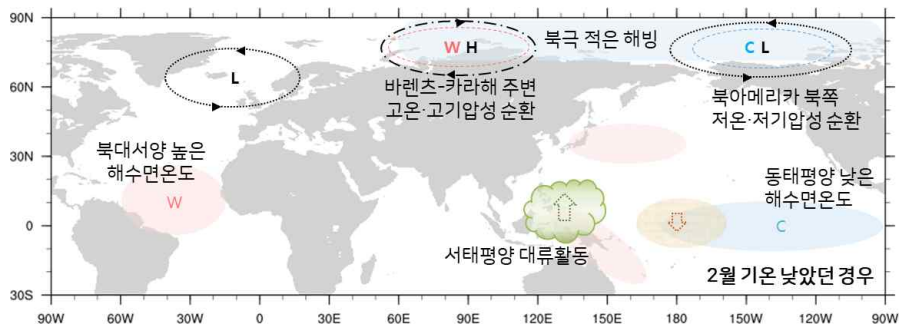 90N
60N
30N
0
30S
L
W H
북극 적은 해빙
C L
바렌츠-카라해 주변
고온·고기압성 순환
북아메리카 북쪽
저온·저기압성 순환
북대서양 높은
해수면온도
W
동태평양 낮은
해수면온도
C
서태평양 대류활동
2월 기온 낮았던 경우
90W 60W 30W 0 30E 60E 90E 120E 150E 180 150W 120W 90W